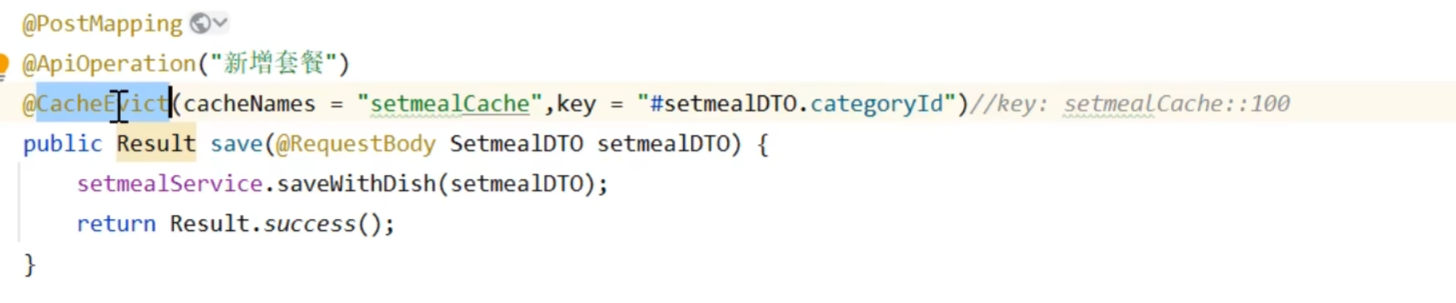 @PostMapping
@ApiOperation("新增套餐")
@CacheEvict(cacheNames = "setmealCache",key = "#setmealDTO.categoryId")//key: setmealCache::100
public Result save(@RequestBody SetmealDTO setmealDTO) {
setmealService.saveWithDish(setmealDTO);
return Result.success();
}